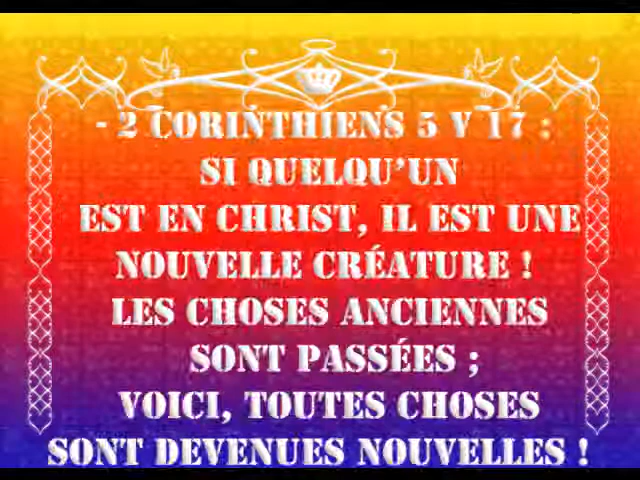 - 2 CORINTHIENS 5 V 17 :
SI QUELQU'UN
EST EN CHRIST, IL EST UNE
NOUVELLE CRÉATURE !
LES CHOSES ANCIENNES
SONT PASSÉES ;
VOICI, TOUTES CHOSES
SONT DEVENUES NOUVELLES !